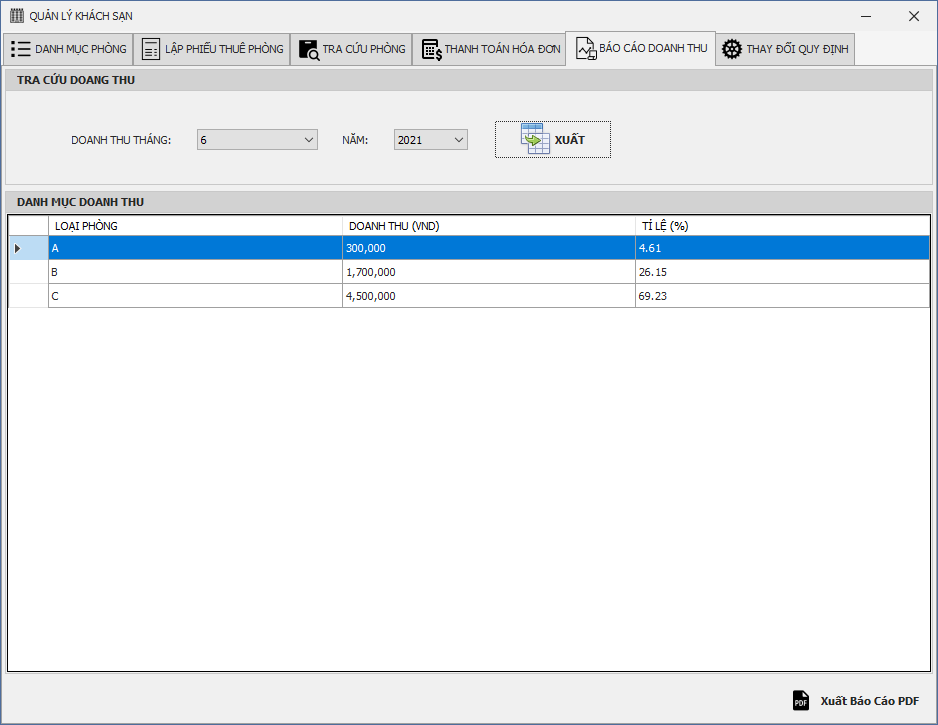 QUẢN LÝ KHÁCH SẠN
DANH MỤC PHÒNG LẬP PHIẾU THUÊ PHÒNG TRA CỨU PHÒNG THANH TOÁN HÓA ĐƠN BÁO CÁO DOANH THU THAY ĐỔI QUY ĐỊNH
TRA CỨU DOANG THU
DOANH THU THÁNG: 6 NĂM: 2021 XUẤT
DANH MỤC DOANH THU
LOẠI PHÒNG DOANH THU (VND) TỈ LỆ (%)
A 300,000 4.61
B 1,700,000 26.15
C 4,500,000 69.23
PDF Xuất Báo Cáo PDF